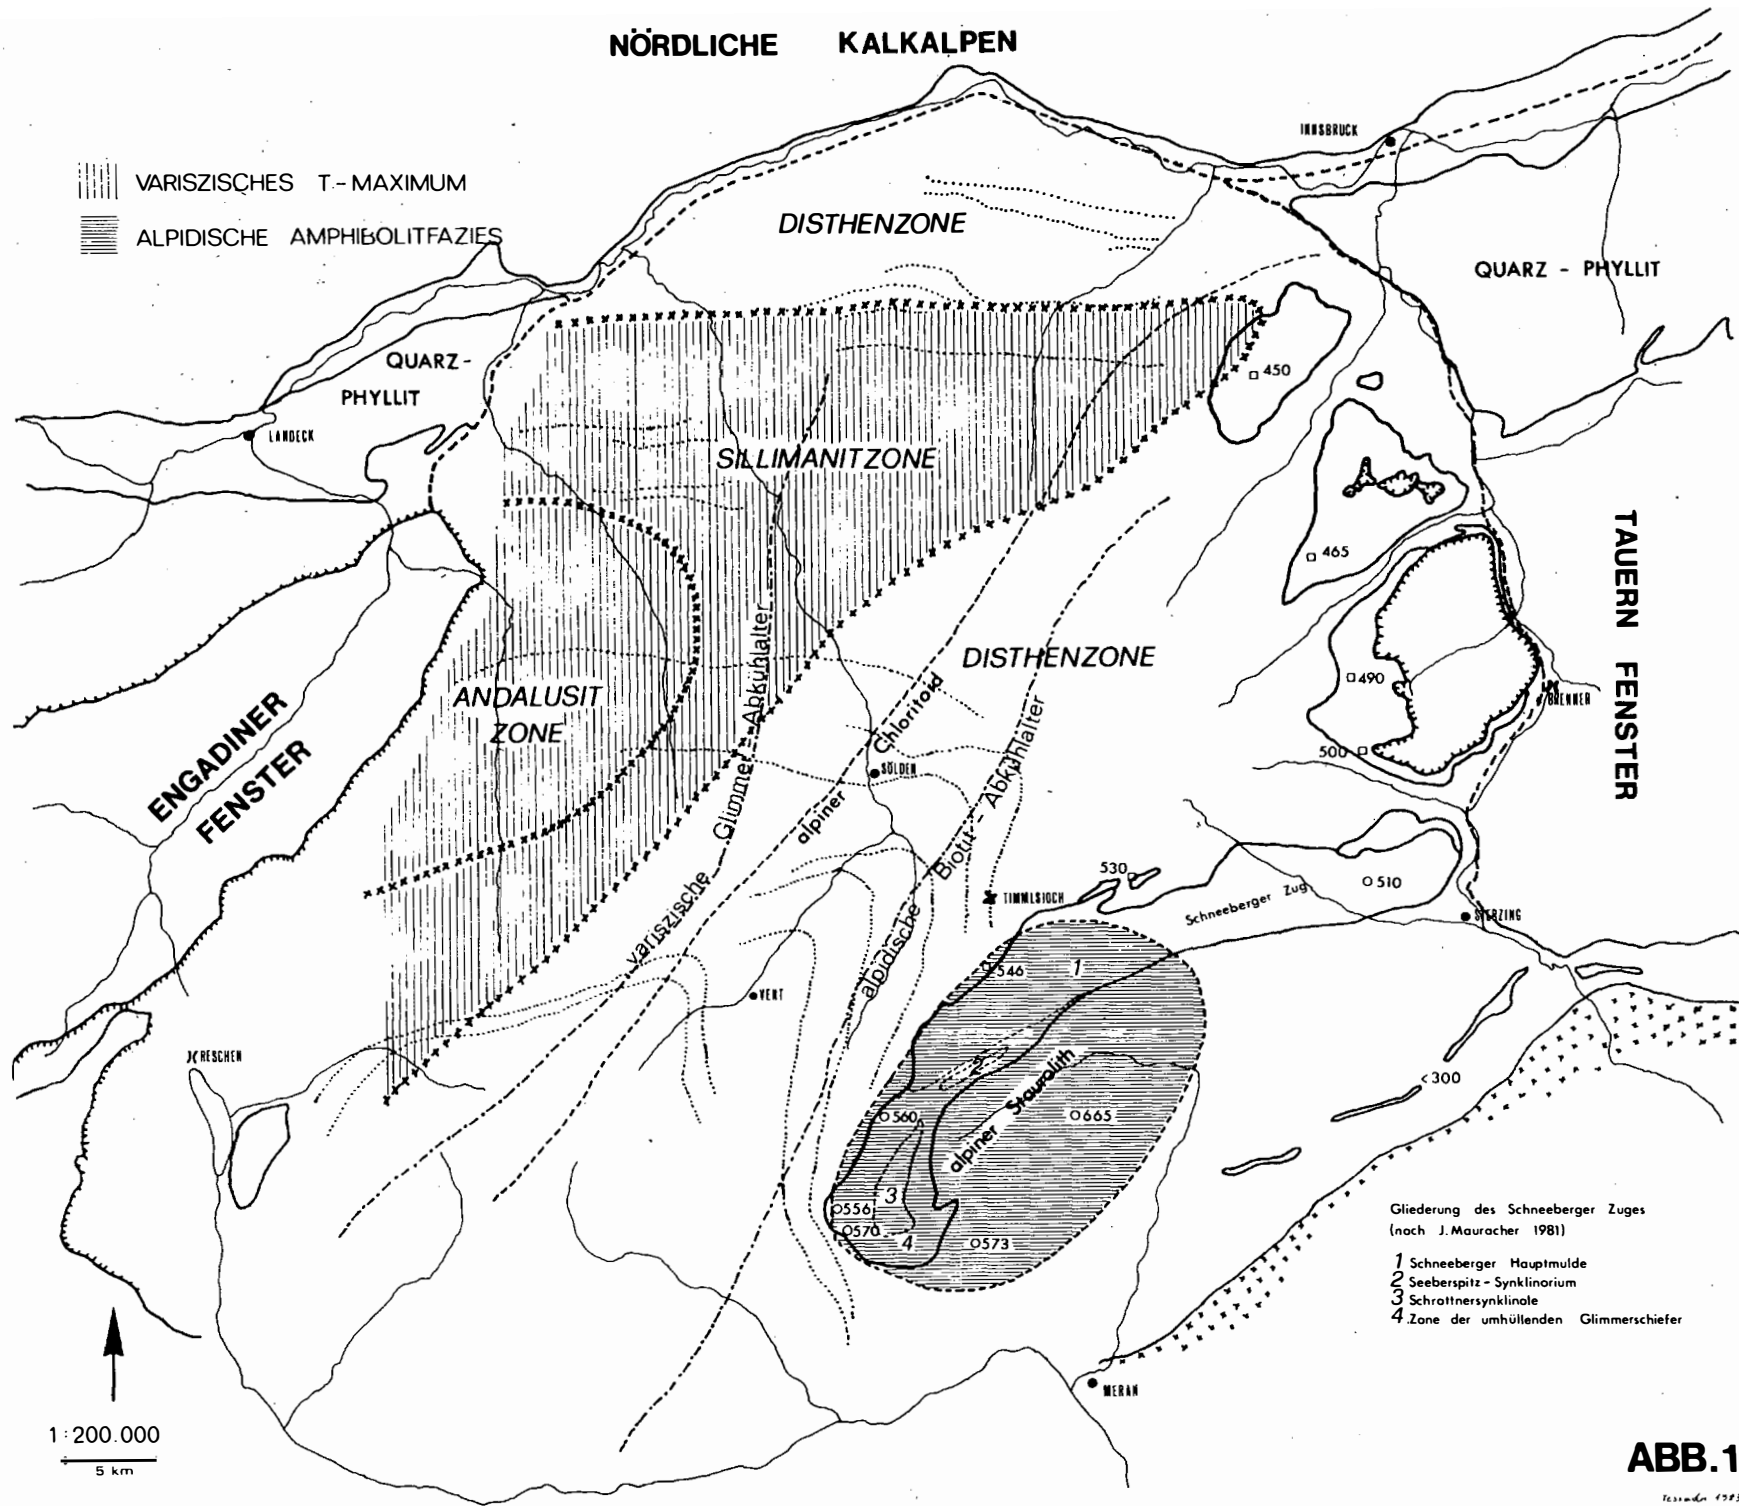 NÖRDLICHE KALKALPEN
INNSBRUCK
VARISZISCHES T.-MAXIMUM
ALPIDISCHE AMPHIBOLITFAZIES
DISTHENZONE
QUARZ - PHYLLIT
QUARZ-
PHYLLIT
450
LANDECK
SILLIMANITZONE
465
TAUERN FENSTER
DISTHENZONE
490
BRENNER
ANDALUSIT
ZONE
ENGADINER
FENSTER
500
SÖLDEN
variszische Glimmer-Abkühlalter
alpiner Chloritoid
alpidische Biotit-Abkühlalter
530
510
TIMMLSJOCH
Schneeberger Zug
STERZING
546
1
VENT
RESCHEN
2
<300
alpiner Staurolith
560
665
3
556
570
4
573
Gliederung des Schneeberger Zuges
(nach J. Mauracher 1981)
1 Schneeberger Hauptmulde
2 Seeberspitz-Synklinorium
3 Schrottnersynklinale
4 Zone der umhüllenden Glimmerschiefer
MERAN
1:200.000
5 km
ABB.1